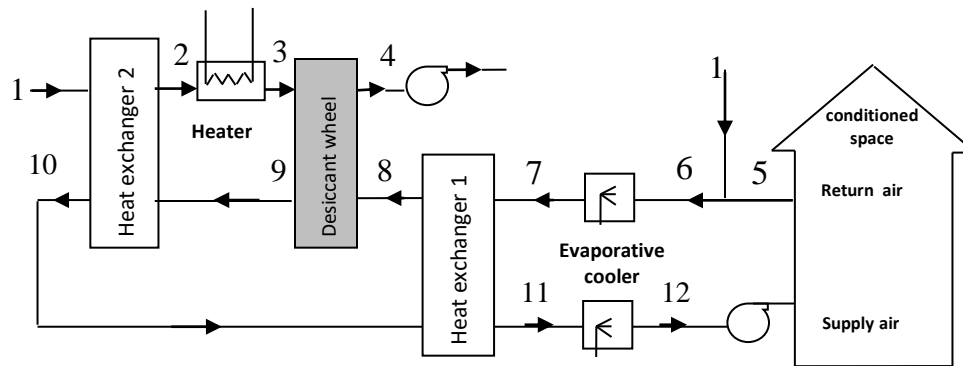 2
3
4
1
1
Heat exchanger 2
Heater
Desiccant wheel
conditioned
space
10
9
8
7
6
5
Return air
Heat exchanger 1
Evaporative
cooler
11
12
Supply air